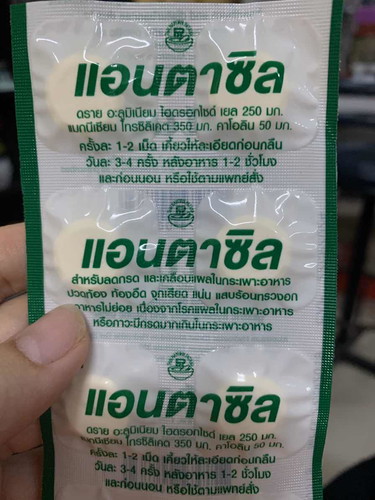 แอนตาซิล
ดราย อะลูมิเนียม ไฮดรอกไซด์ เยล 250 มก.
แมกนีเซียม ไทรซิลิเคต 350 มก. คาโอลิน 50 มก.
ครั้งละ 1-2 เม็ด เคี้ยวให้ละเอียดก่อนกลืน
วันละ 3-4 ครั้ง หลังอาหาร 1-2 ชั่วโมง
และก่อนนอน หรือใช้ตามแพทย์สั่ง
แอนตาซิล
สำหรับลดกรด และเคลือบแผลในกระเพาะอาหาร
ปวดท้อง ท้องอืด จุกเสียด แน่น แสบร้อนทรวงอก
อาหารไม่ย่อย เนื่องจากโรคแผลในกระเพาะอาหาร
หรือภาวะมีกรดมากเกินในกระเพาะอาหาร
แอนตาซิล
ดราย อะลูมิเนียม ไฮดรอกไซด์ เยล 250 มก.
แมกนีเซียม ไทรซิลิเคต 350 มก. คาโอลิน 50 มก.
ครั้งละ 1-2 เม็ด เคี้ยวให้ละเอียดก่อนกลืน
วันละ 3-4 ครั้ง หลังอาหาร 1-2 ชั่วโมง
และก่อนนอน หรือใช้ตามแพทย์สั่ง